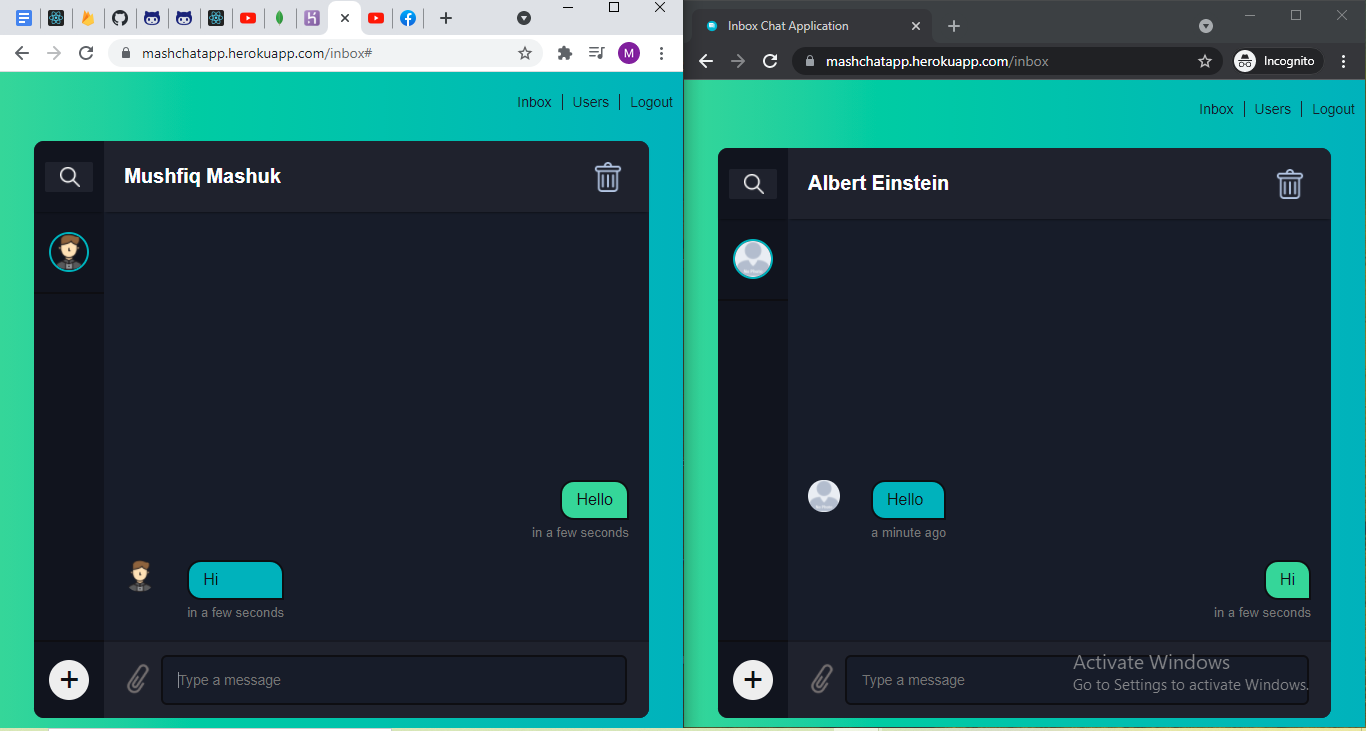 mashchatapp.herokuapp.com/inbox#
M
Inbox | Users | Logout
Mushfiq Mashuk
Hello
in a few seconds
Hi
in a few seconds
+
Type a message
Inbox Chat Application
mashchatapp.herokuapp.com/inbox
Incognito
Inbox | Users | Logout
Albert Einstein
Hello
a minute ago
Hi
in a few seconds
+
Type a message
Activate Windows
Go to Settings to activate Windows.